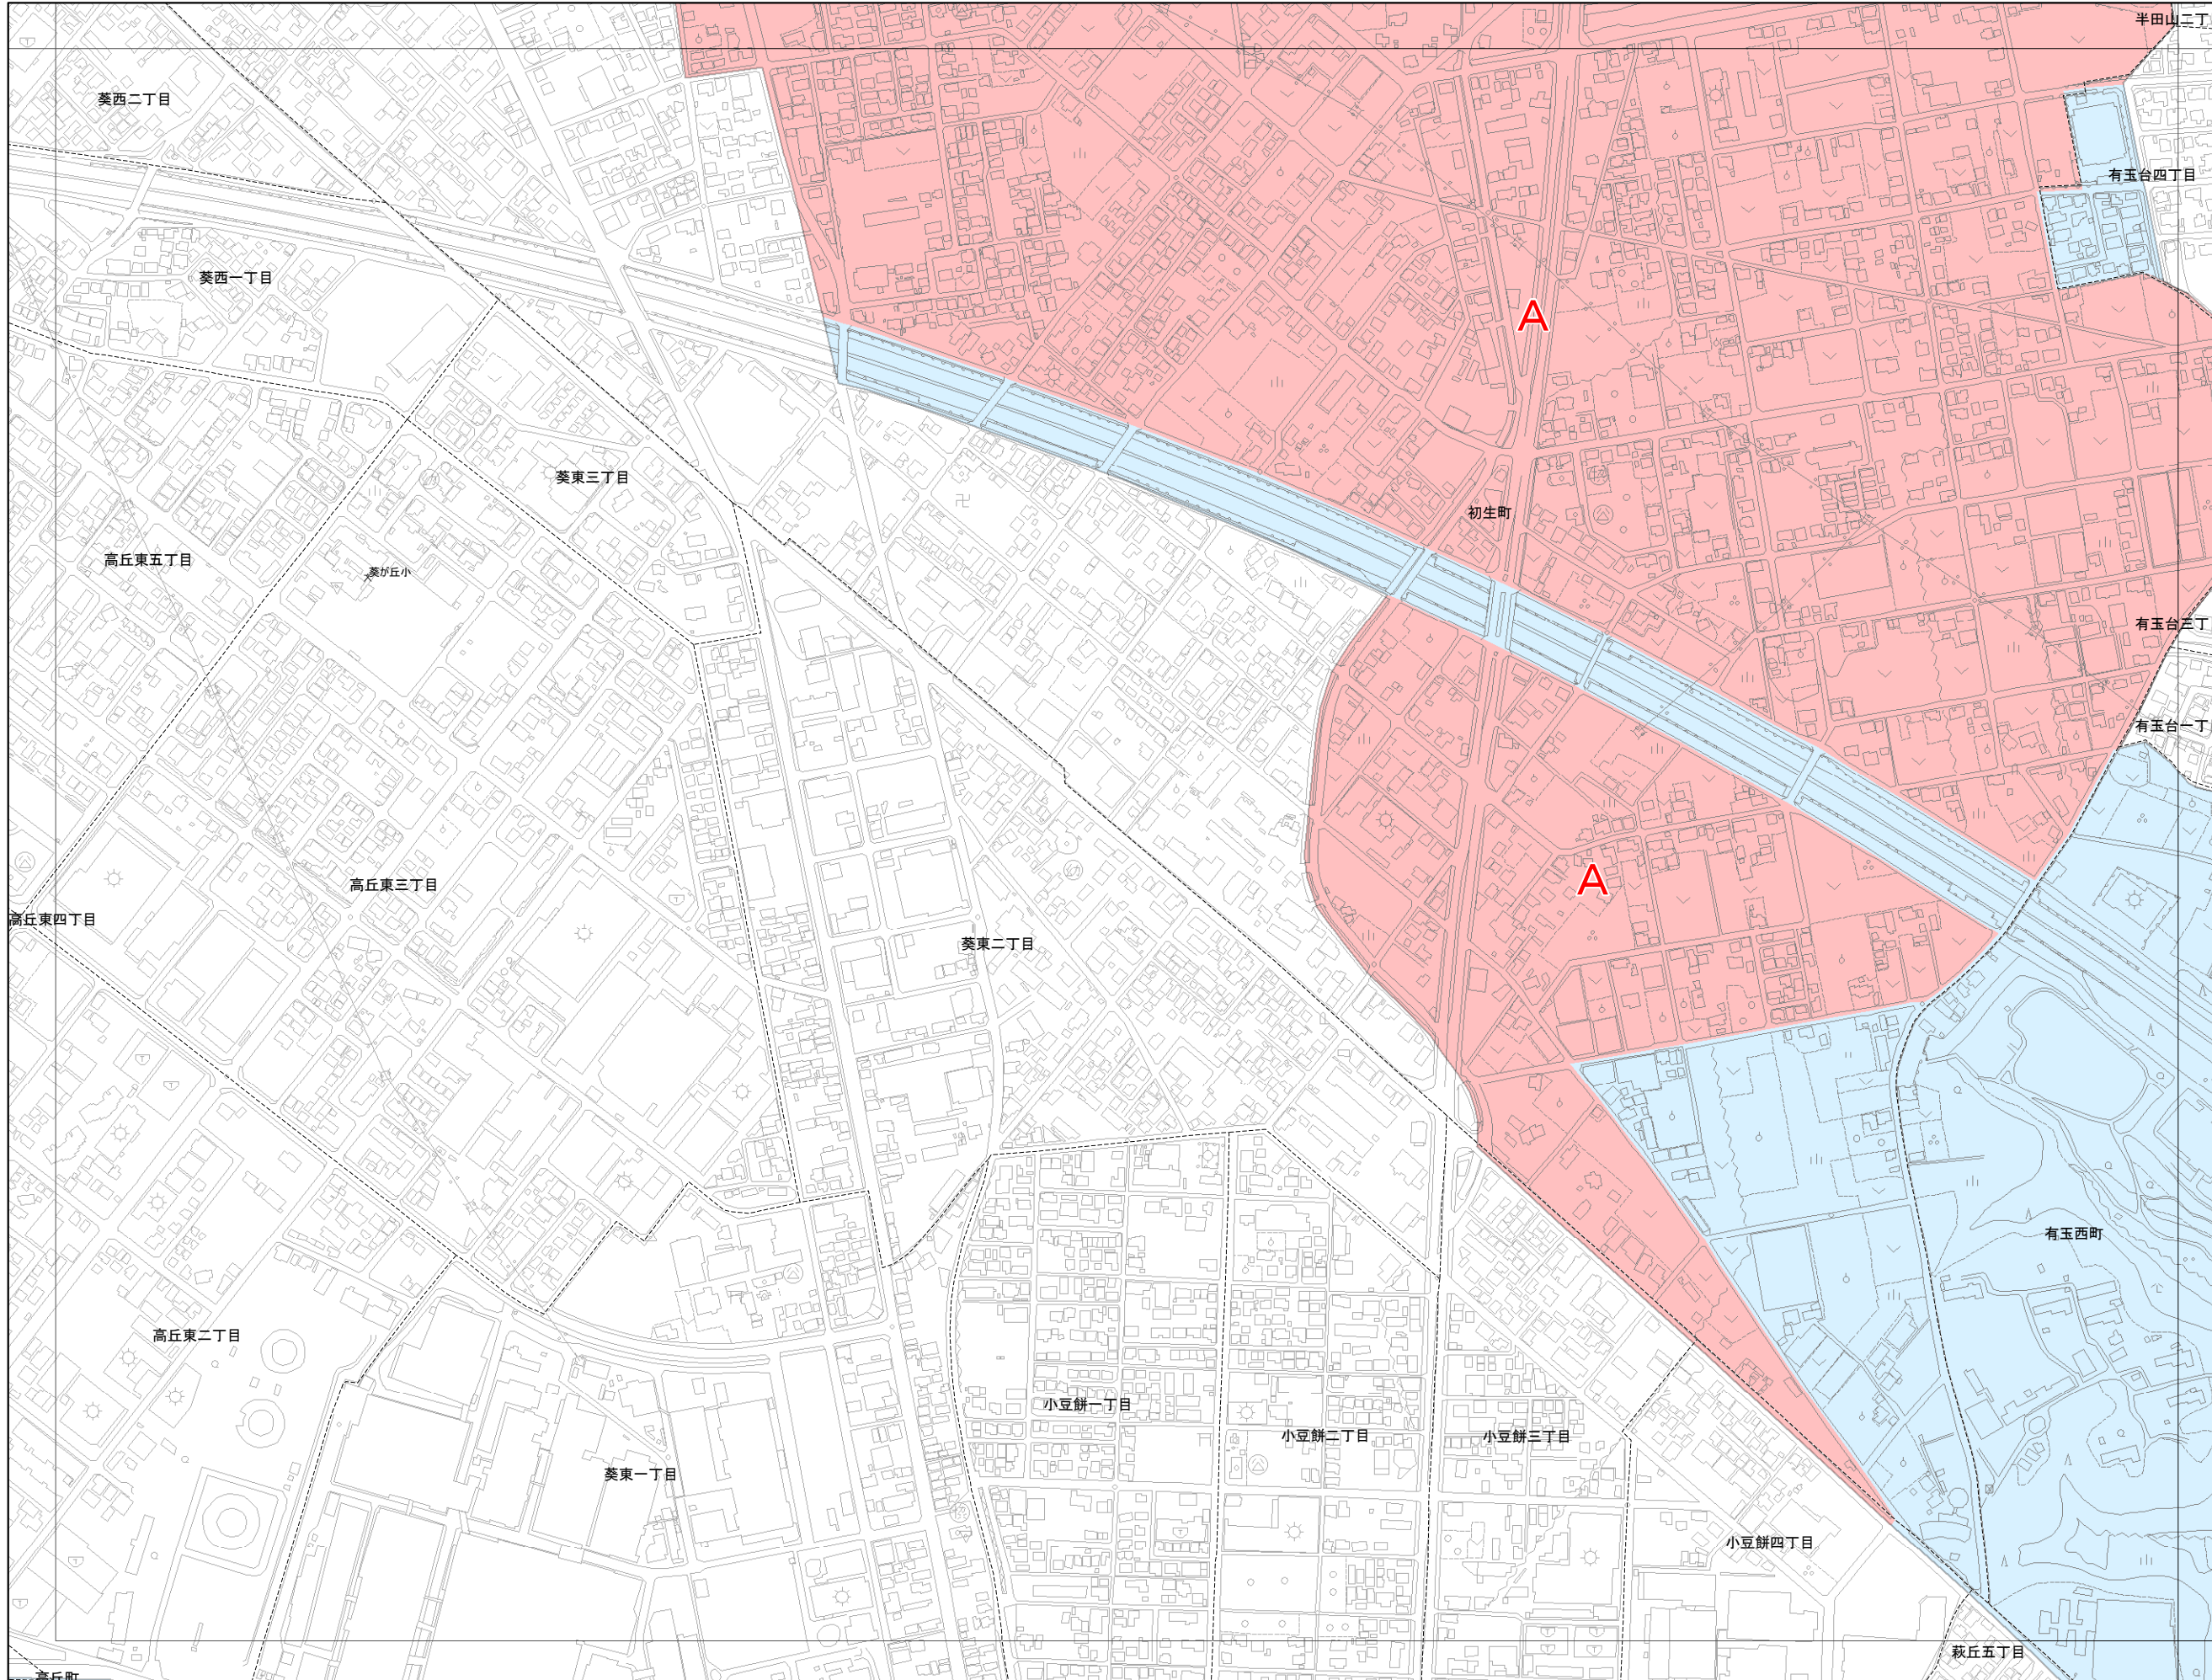 半田山二丁
葵西二丁目
有玉台四丁目
葵西一丁目
A
葵東三丁目
初生町
高丘東五丁目
葵が丘小
有玉台三丁
有玉台一丁
A
高丘東三丁目
高丘東四丁目
葵東二丁目
有玉西町
高丘東二丁目
小豆餅一丁目
小豆餅二丁目
小豆餅三丁目
葵東一丁目
小豆餅四丁目
萩丘五丁目
高丘町